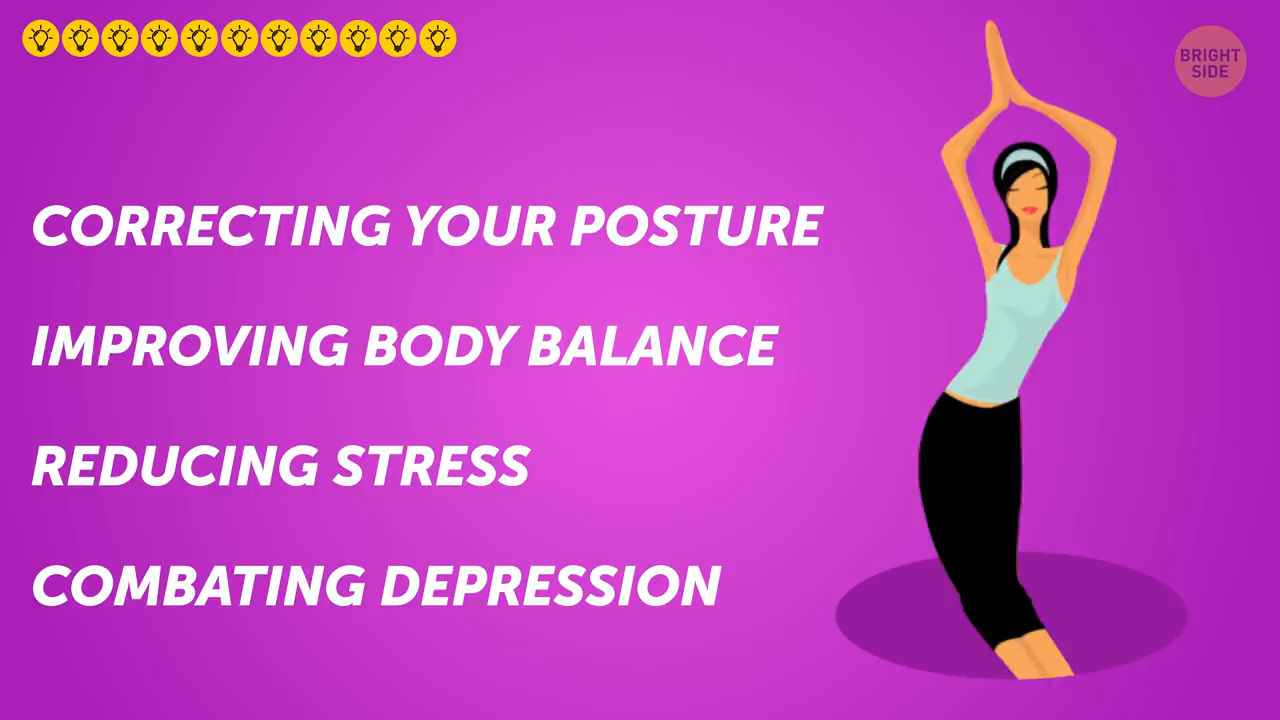 BRIGHT
SIDE
CORRECTING YOUR POSTURE
IMPROVING BODY BALANCE
REDUCING STRESS
COMBATING DEPRESSION